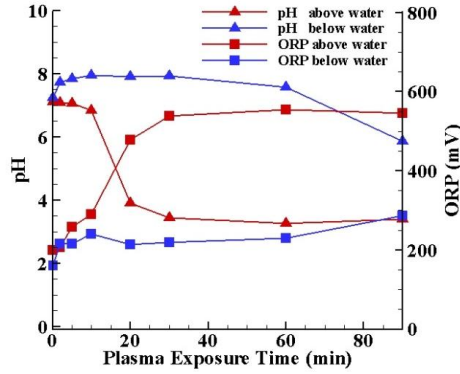 pH above water
pH below water
ORP above water
ORP below water
10
8
6
4
2
0
pH
800
600
400
200
0
ORP (mV)
0 20 40 60 80
Plasma Exposure Time (min)